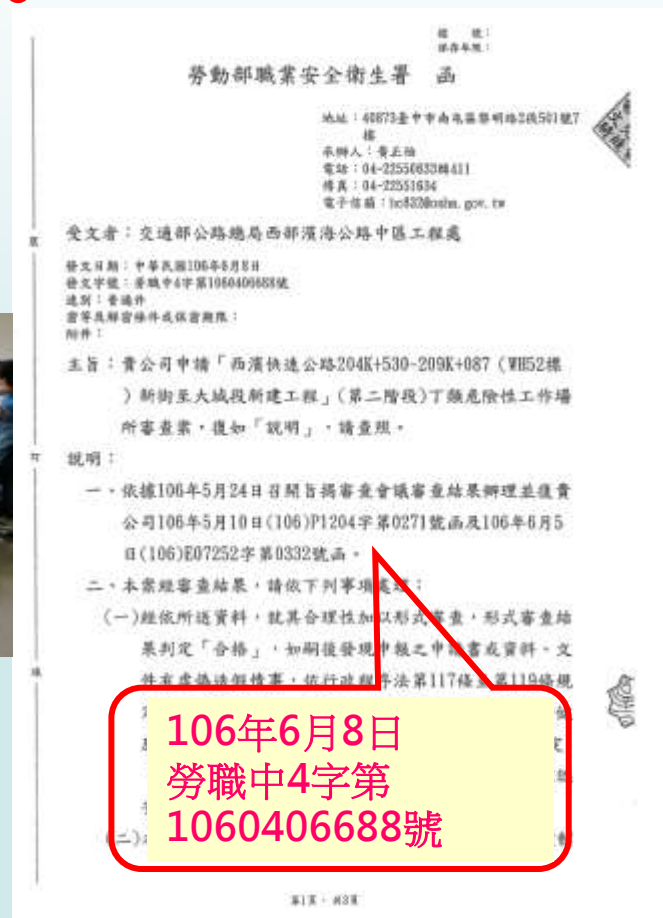 檔　　號：
保存年限：
勞動部職業安全衛生署　函
地址：40873臺中市南屯區黎明路2段501號7
樓
承辦人：黃正怡
電話：04-22550633轉411
傳真：04-22551634
受文者：交通部公路總局西部濱海公路中區工程處
發文日期：中華民國106年6月8日
發文字號：勞職中4字第1060406688號
速別：普通件
密等及解密條件或保密期限：
附件：
主旨：貴公司申請「西濱快速公路204K+530~209K+087（WH52標
）新街至大城段新建工程」(第二階段)丁類危險性工作場
所審查案，復如「說明」，請查照。
說明：
一、依據106年5月24日召開旨揭審查會議審查結果辦理並復貴
公司106年5月10日(106)P1204字第0271號函及106年6月5
日(106)E07252字第0332號函。
二、本案經審查結果，請依下列事項處理：
(一)經依所送資料，就其合理性加以形式審查，形式審查結
果判定「合格」，如嗣後發現申報之申請書或資料、文
件有虛偽造假情事，依行政程序法第117條至第119條規
106年6月8日
勞職中4字第
1060406688號
(二)
第1頁，共3頁